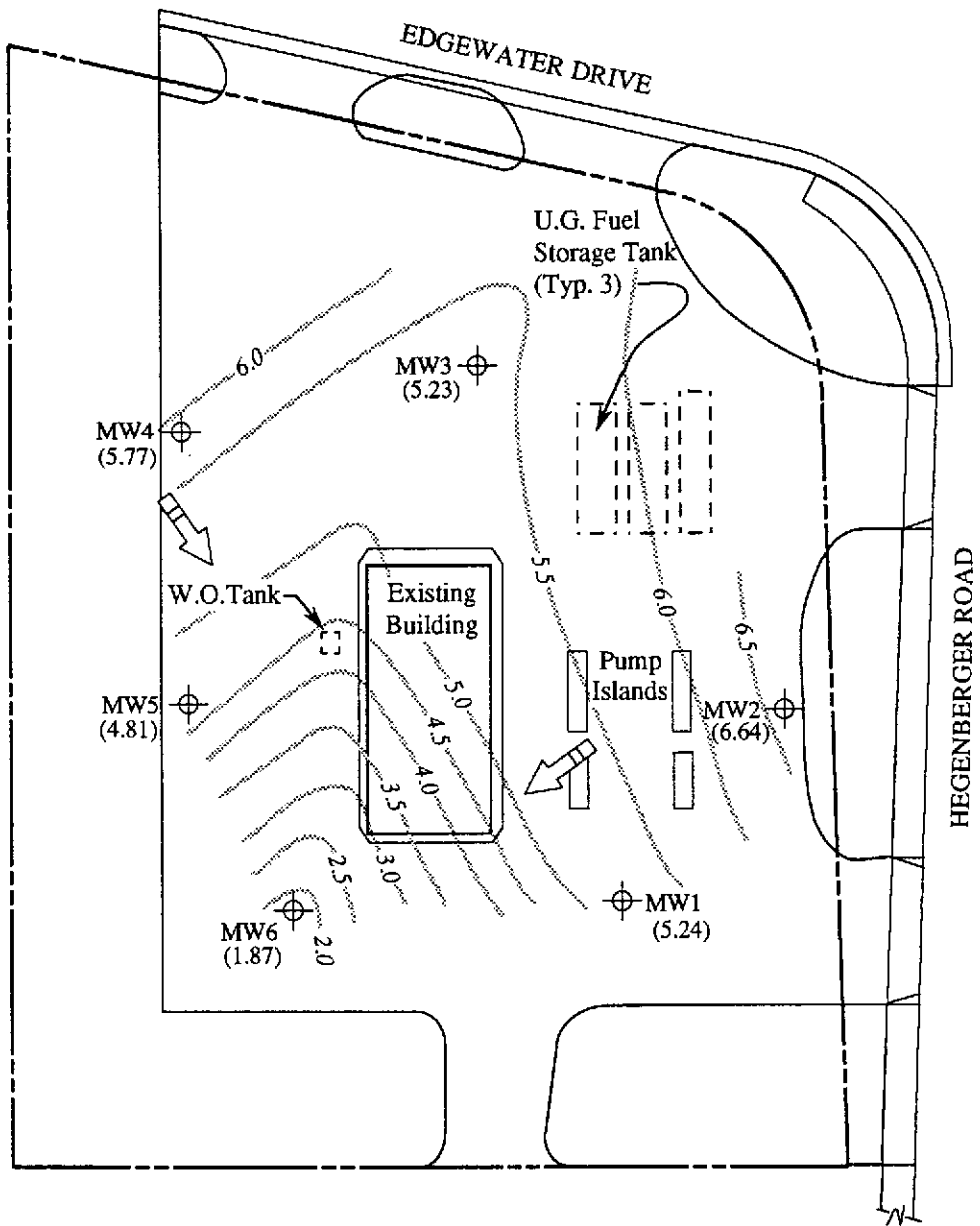 EDGEWATER DRIVE
U.G. Fuel
Storage Tank
(Typ. 3)
6.0
MW3
(5.23)
MW4
(5.77)
5.5
W.O.Tank
Existing
Building
6.0
6.5
Pump
Islands
MW5
(4.81)
5.0
MW2
(6.64)
4.5
4.0
3.5
3.0
2.5
MW1
(5.24)
MW6
(1.87)
2.0
HEGENBERGER ROAD
N